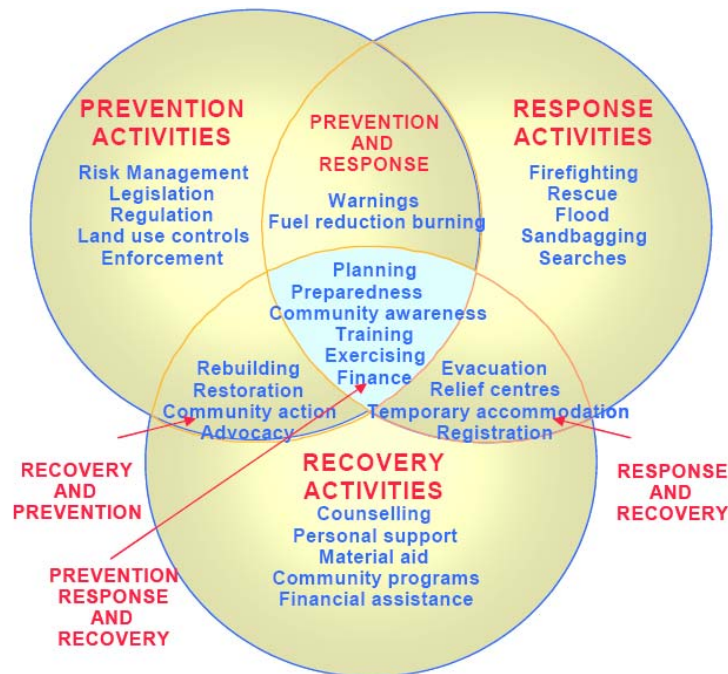 PREVENTION
ACTIVITIES
Risk Management
Legislation
Regulation
Land use controls
Enforcement
PREVENTION
AND
RESPONSE
Warnings
Fuel reduction burning
RESPONSE
ACTIVITIES
Firefighting
Rescue
Flood
Sandbagging
Searches
Planning
Preparedness
Community awareness
Training
Exercising
Finance
Rebuilding
Restoration
Community action
Advocacy
Evacuation
Relief centres
Temporary accommodation
Registration
RECOVERY
AND
PREVENTION
RECOVERY
ACTIVITIES
Counselling
Personal support
Material aid
Community programs
Financial assistance
RESPONSE
AND
RECOVERY
PREVENTION
RESPONSE
AND
RECOVERY